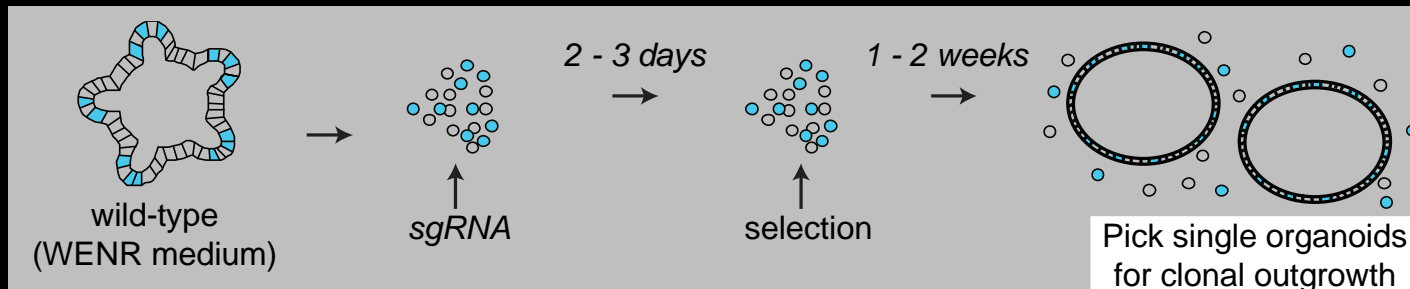 2 - 3 days
1 - 2 weeks
wild-type
(WENR medium)
sgRNA
selection
Pick single organoids
for clonal outgrowth